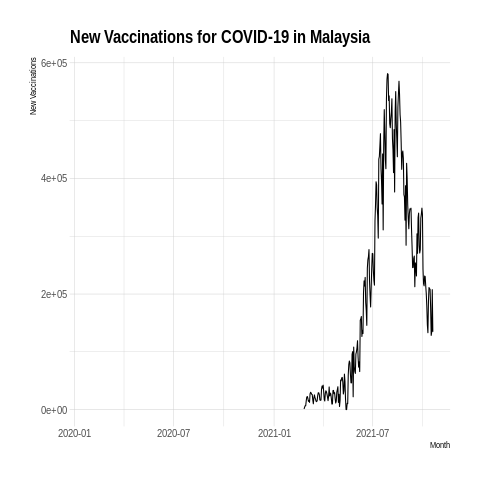 New Vaccinations for COVID-19 in Malaysia
New Vaccinations
6e+05
4e+05
2e+05
0e+00
2020-01
2020-07
2021-01
2021-07
Month